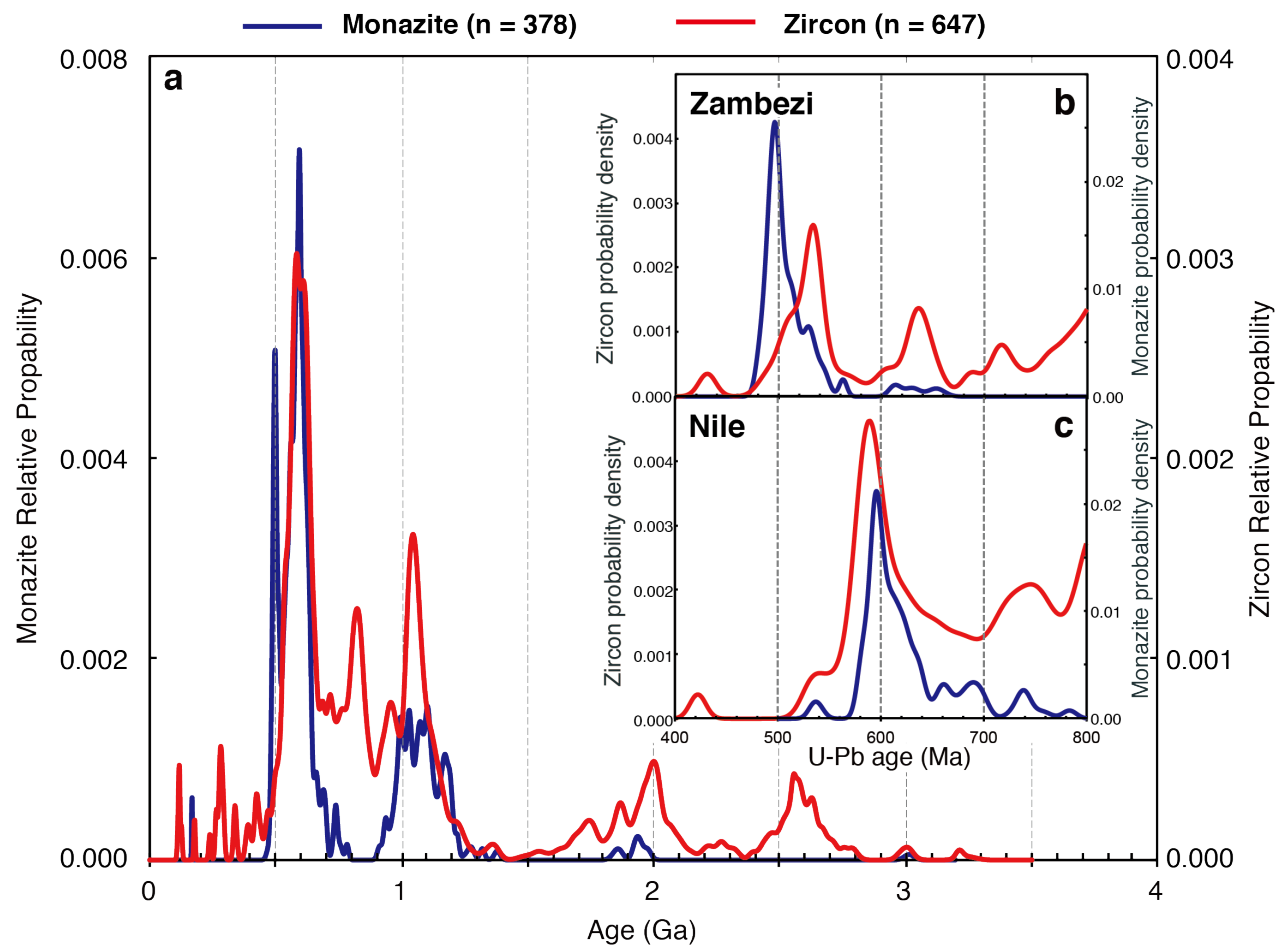 Monazite (n = 378)
Zircon (n = 647)
a
0.008
0.006
0.004
0.002
0.000
Monazite Relative Propability
0.004
0.003
0.002
0.001
0.000
Zircon Relative Propability
0
1
2
3
4
Age (Ga)
Zambezi
b
0.004
0.003
0.002
0.001
0.000
Zircon probability density
0.02
0.01
0.00
Monazite probability density
Nile
c
0.004
0.003
0.002
0.001
0.000
Zircon probability density
0.02
0.01
0.00
Monazite probability density
400
500
600
700
800
U-Pb age (Ma)